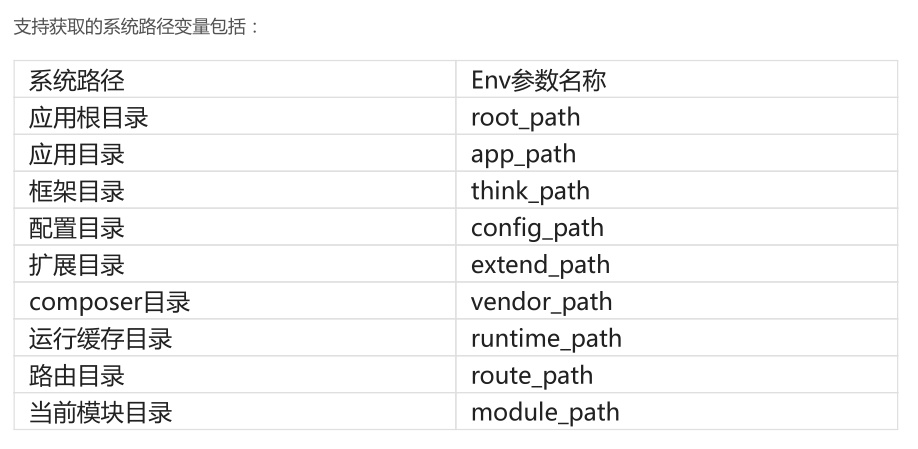 支持获取的系统路径变量包括：
系统路径 Env参数名称
应用根目录 root_path
应用目录 app_path
框架目录 think_path
配置目录 config_path
扩展目录 extend_path
composer目录 vendor_path
运行缓存目录 runtime_path
路由目录 route_path
当前模块目录 module_path